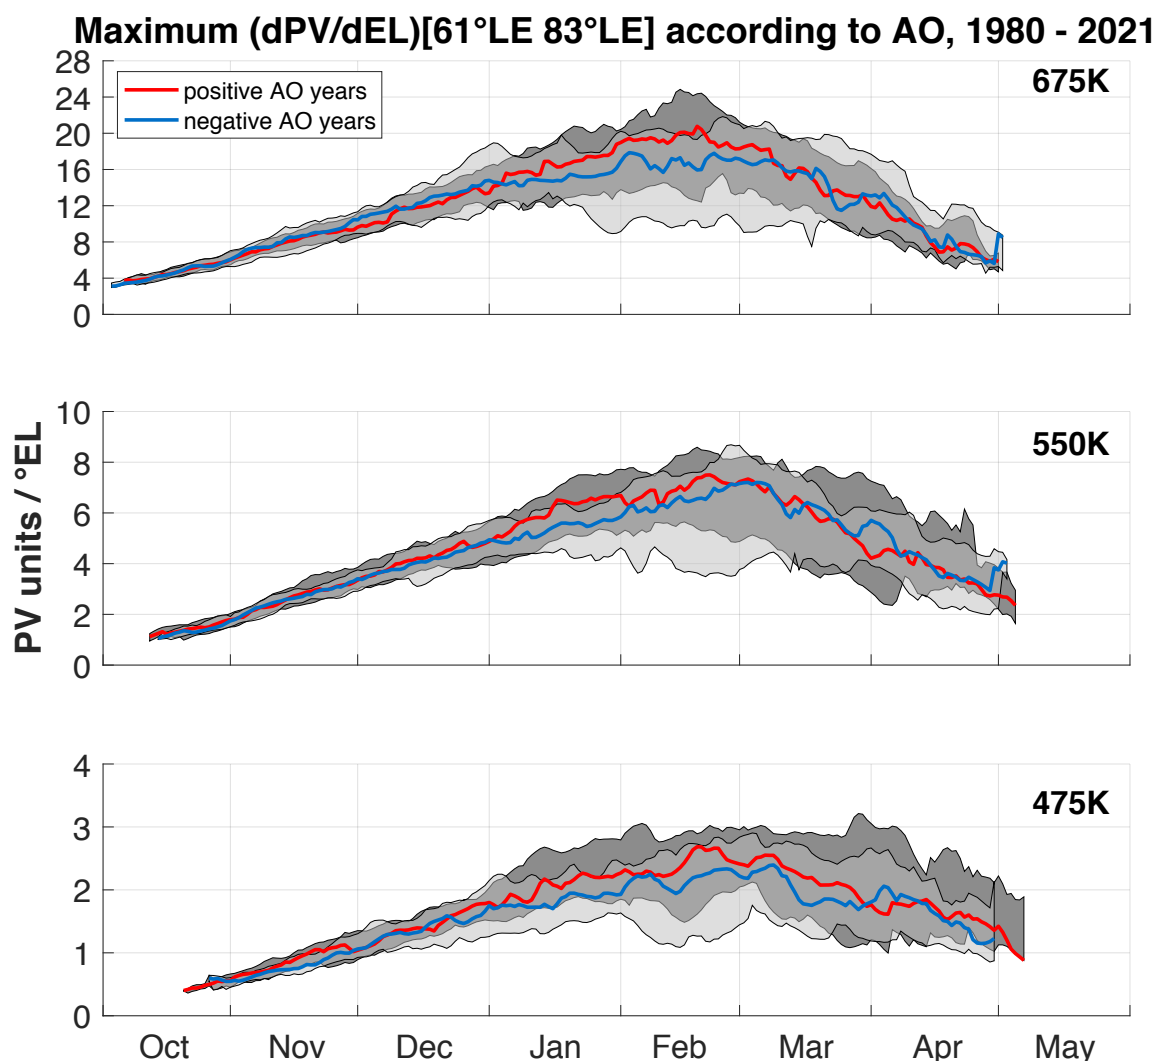 Maximum (dPV/dEL)[61°LE 83°LE] according to AO, 1980 - 2021
28
24
20
16
12
8
4
0
positive AO years
negative AO years
675K
PV units / °EL
10
8
6
4
2
0
550K
4
3
2
1
0
475K
Oct Nov Dec Jan Feb Mar Apr May